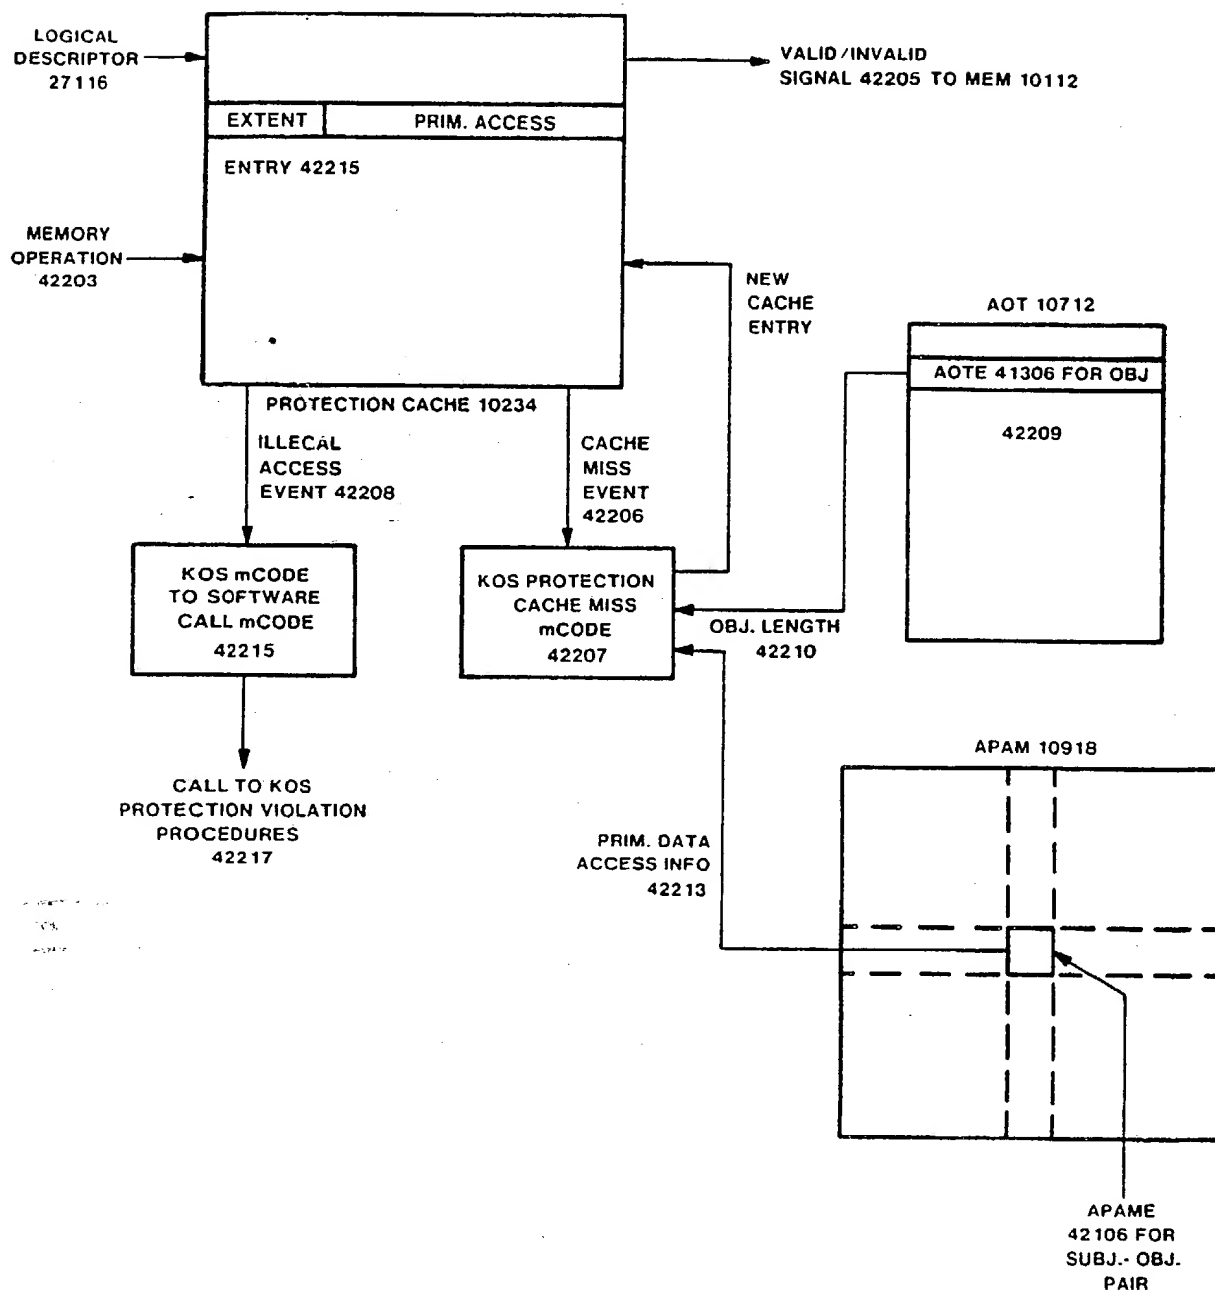 LOGICAL
DESCRIPTOR
27116
VALID/INVALID
SIGNAL 42205 TO MEM 10112
EXTENT
PRIM. ACCESS
ENTRY 42215
MEMORY
OPERATION
42203
NEW
CACHE
ENTRY
AOT 10712
AOTE 41306 FOR OBJ
42209
PROTECTION CACHE 10234
ILLECAL
ACCESS
EVENT 42208
CACHE
MISS
EVENT
42206
KOS mCODE
TO SOFTWARE
CALL mCODE
42215
KOS PROTECTION
CACHE MISS
mCODE
42207
OBJ. LENGTH
42210
CALL TO KOS
PROTECTION VIOLATION
PROCEDURES
42217
APAM 10918
PRIM. DATA
ACCESS INFO
42213
APAME
42106 FOR
SUBJ.- OBJ.
PAIR